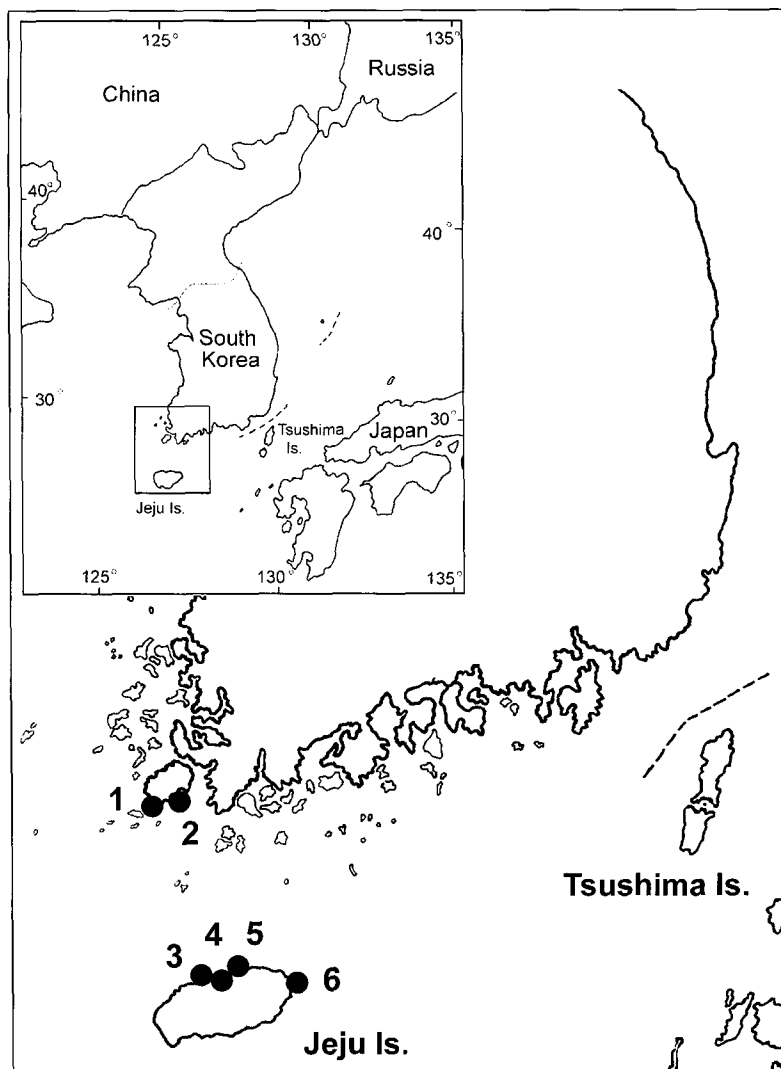 125° 130° 135°
Russia
China
40°
40°
South
Korea
30°
30°
Tsushima
Is.
Japan
Jeju Is.
125° 130° 135°
1
2
Tsushima Is.
3 4 5
6
Jeju Is.